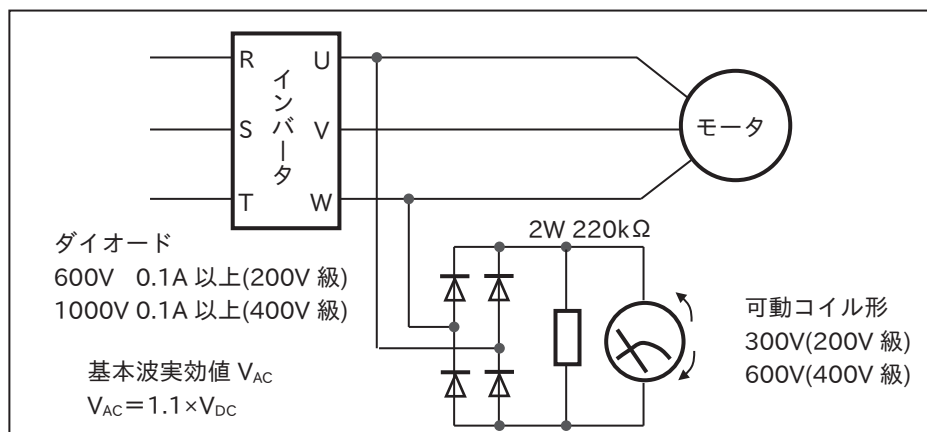 R U
インバータ
S V
モータ
T W
2W 220kΩ
ダイオード
600V 0.1A 以上(200V 級)
1000V 0.1A 以上(400V 級)
可動コイル形
300V(200V 級)
600V(400V 級)
基本波実効値 VAC
VAC＝1.1×VDC